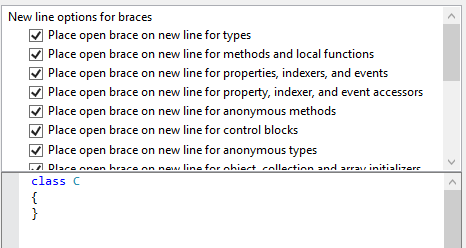 New line options for braces
Place open brace on new line for types
Place open brace on new line for methods and local functions
Place open brace on new line for properties, indexers, and events
Place open brace on new line for property, indexer, and event accessors
Place open brace on new line for anonymous methods
Place open brace on new line for control blocks
Place open brace on new line for anonymous types
Place open brace on new line for object, collection and array initializers
class C
{
}